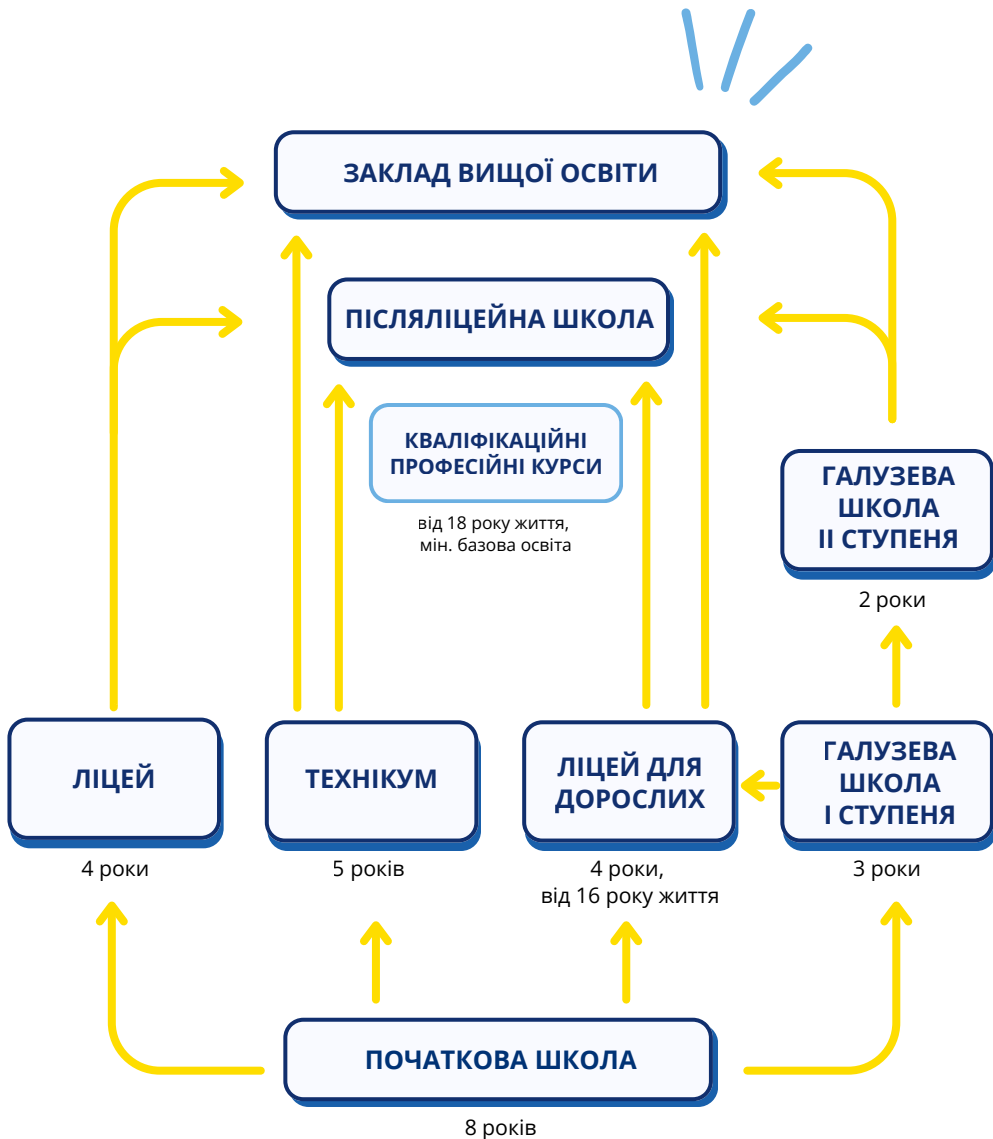 ЗАКЛАД ВИЩОЇ ОСВІТИ
ПІСЛЯЛІЦЕЙНА ШКОЛА
КВАЛІФІКАЦІЙНІ
ПРОФЕСІЙНІ КУРСИ
від 18 року життя,
мін. базова освіта
ГАЛУЗЕВА
ШКОЛА
ІІ СТУПЕНЯ
2 роки
ЛІЦЕЙ
4 роки
ТЕХНІКУМ
5 років
ЛІЦЕЙ ДЛЯ
ДОРОСЛИХ
4 роки,
від 16 року життя
ГАЛУЗЕВА
ШКОЛА
І СТУПЕНЯ
3 роки
ПОЧАТКОВА ШКОЛА
8 років